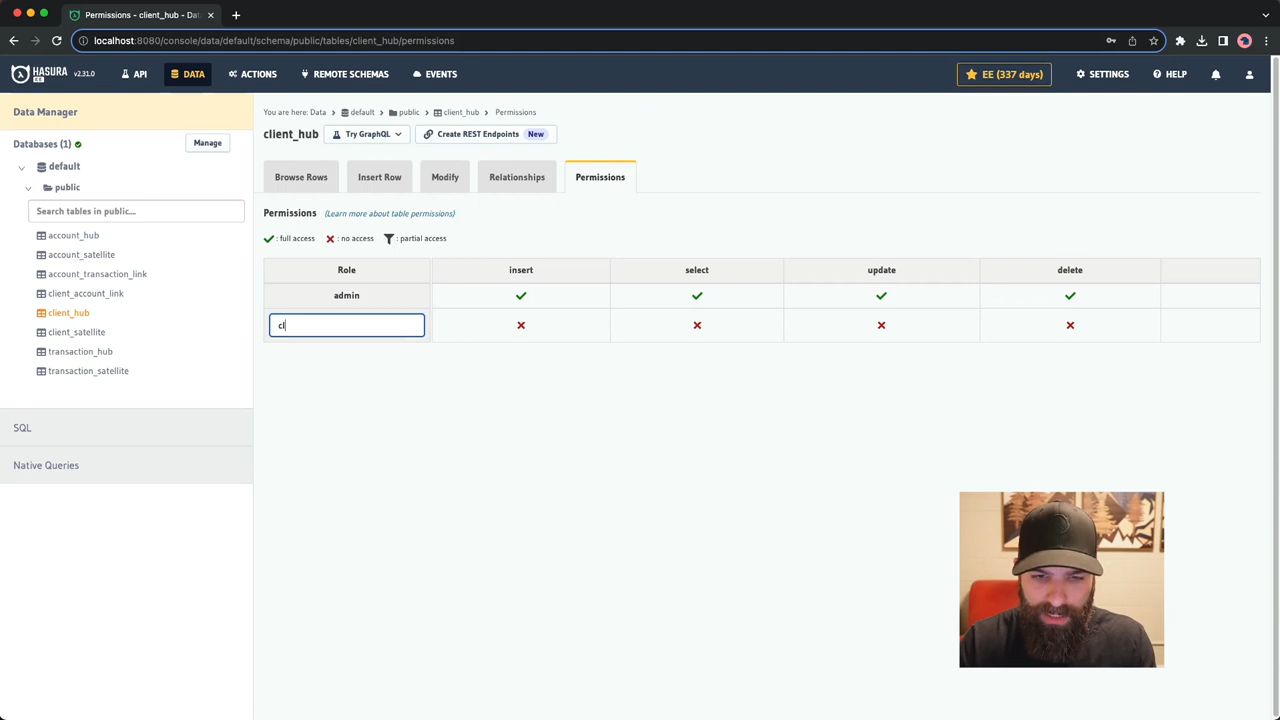 Permissions - client_hub - Dat
localhost:8080/console/data/default/schema/public/tables/client_hub/permissions
HASURA EE v2.31.0 API DATA ACTIONS REMOTE SCHEMAS EVENTS EE (337 days) SETTINGS HELP
Data Manager
Databases (1) Manage
default
public
Search tables in public...
account_hub
account_satellite
account_transaction_link
client_account_link
client_hub
client_satellite
transaction_hub
transaction_satellite
SQL
Native Queries
You are here: Data default public client_hub Permissions
client_hub Try GraphQL Create REST Endpoints New
Browse Rows Insert Row Modify Relationships Permissions
Permissions (Learn more about table permissions)
: full access : no access : partial access
Role insert select update delete
admin
cl